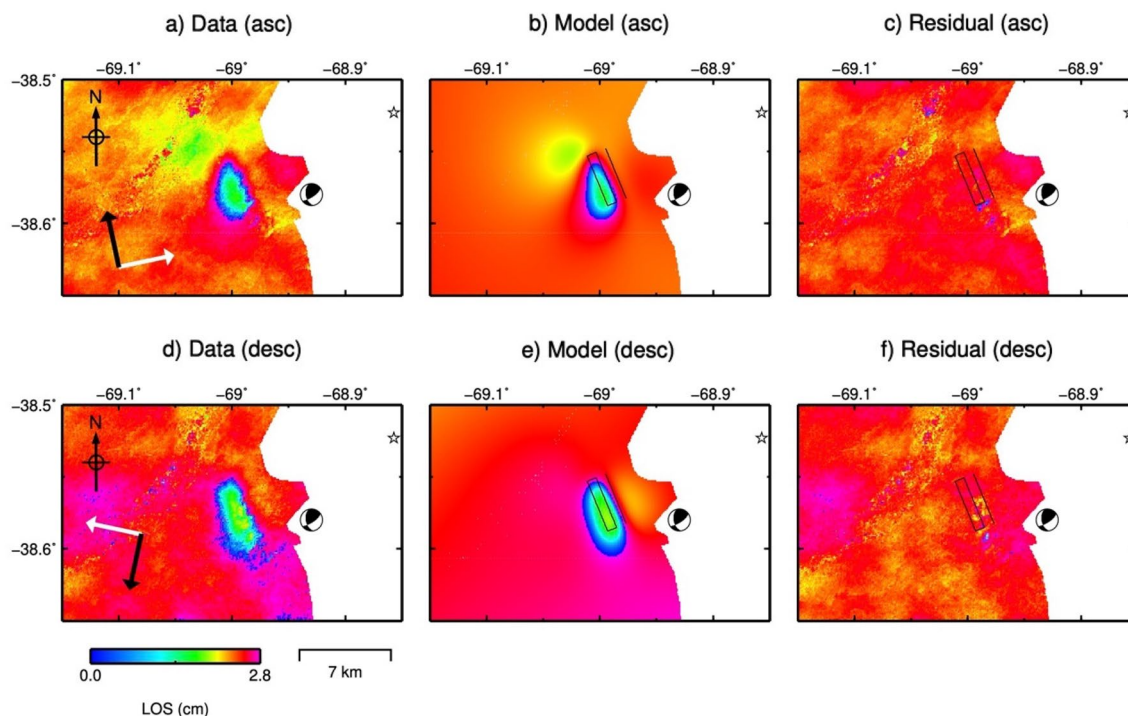 a) Data (asc) b) Model (asc) c) Residual (asc)
−69.1˚ −69˚ −68.9˚ −69.1˚ −69˚ −68.9˚ −69.1˚ −69˚ −68.9˚
−38.5˚
N
−38.6˚
d) Data (desc) e) Model (desc) f) Residual (desc)
−69.1˚ −69˚ −68.9˚ −69.1˚ −69˚ −68.9˚ −69.1˚ −69˚ −68.9˚
−38.5˚
N
−38.6˚
0.0 2.8 7 km
LOS (cm)